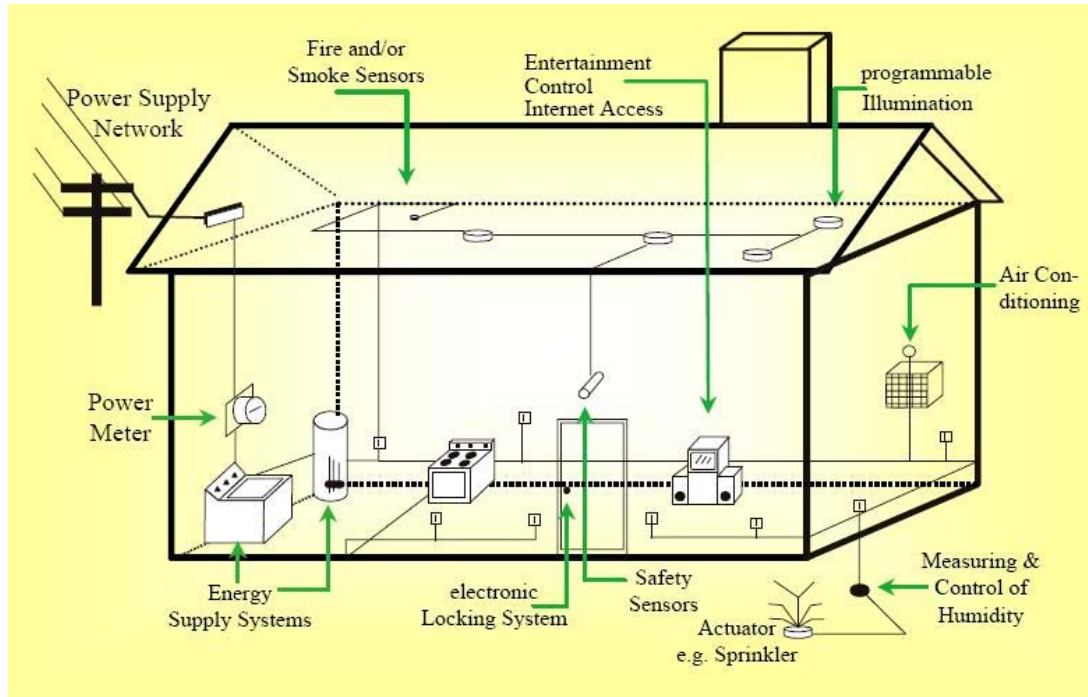 Fire and/or
Smoke Sensors
Entertainment
Control
Internet Access
programmable
Illumination
Power Supply
Network
Air Con-
ditioning
Power
Meter
Energy
Supply Systems
electronic
Locking System
Safety
Sensors
Measuring &
Control of
Humidity
Actuator
e.g. Sprinkler